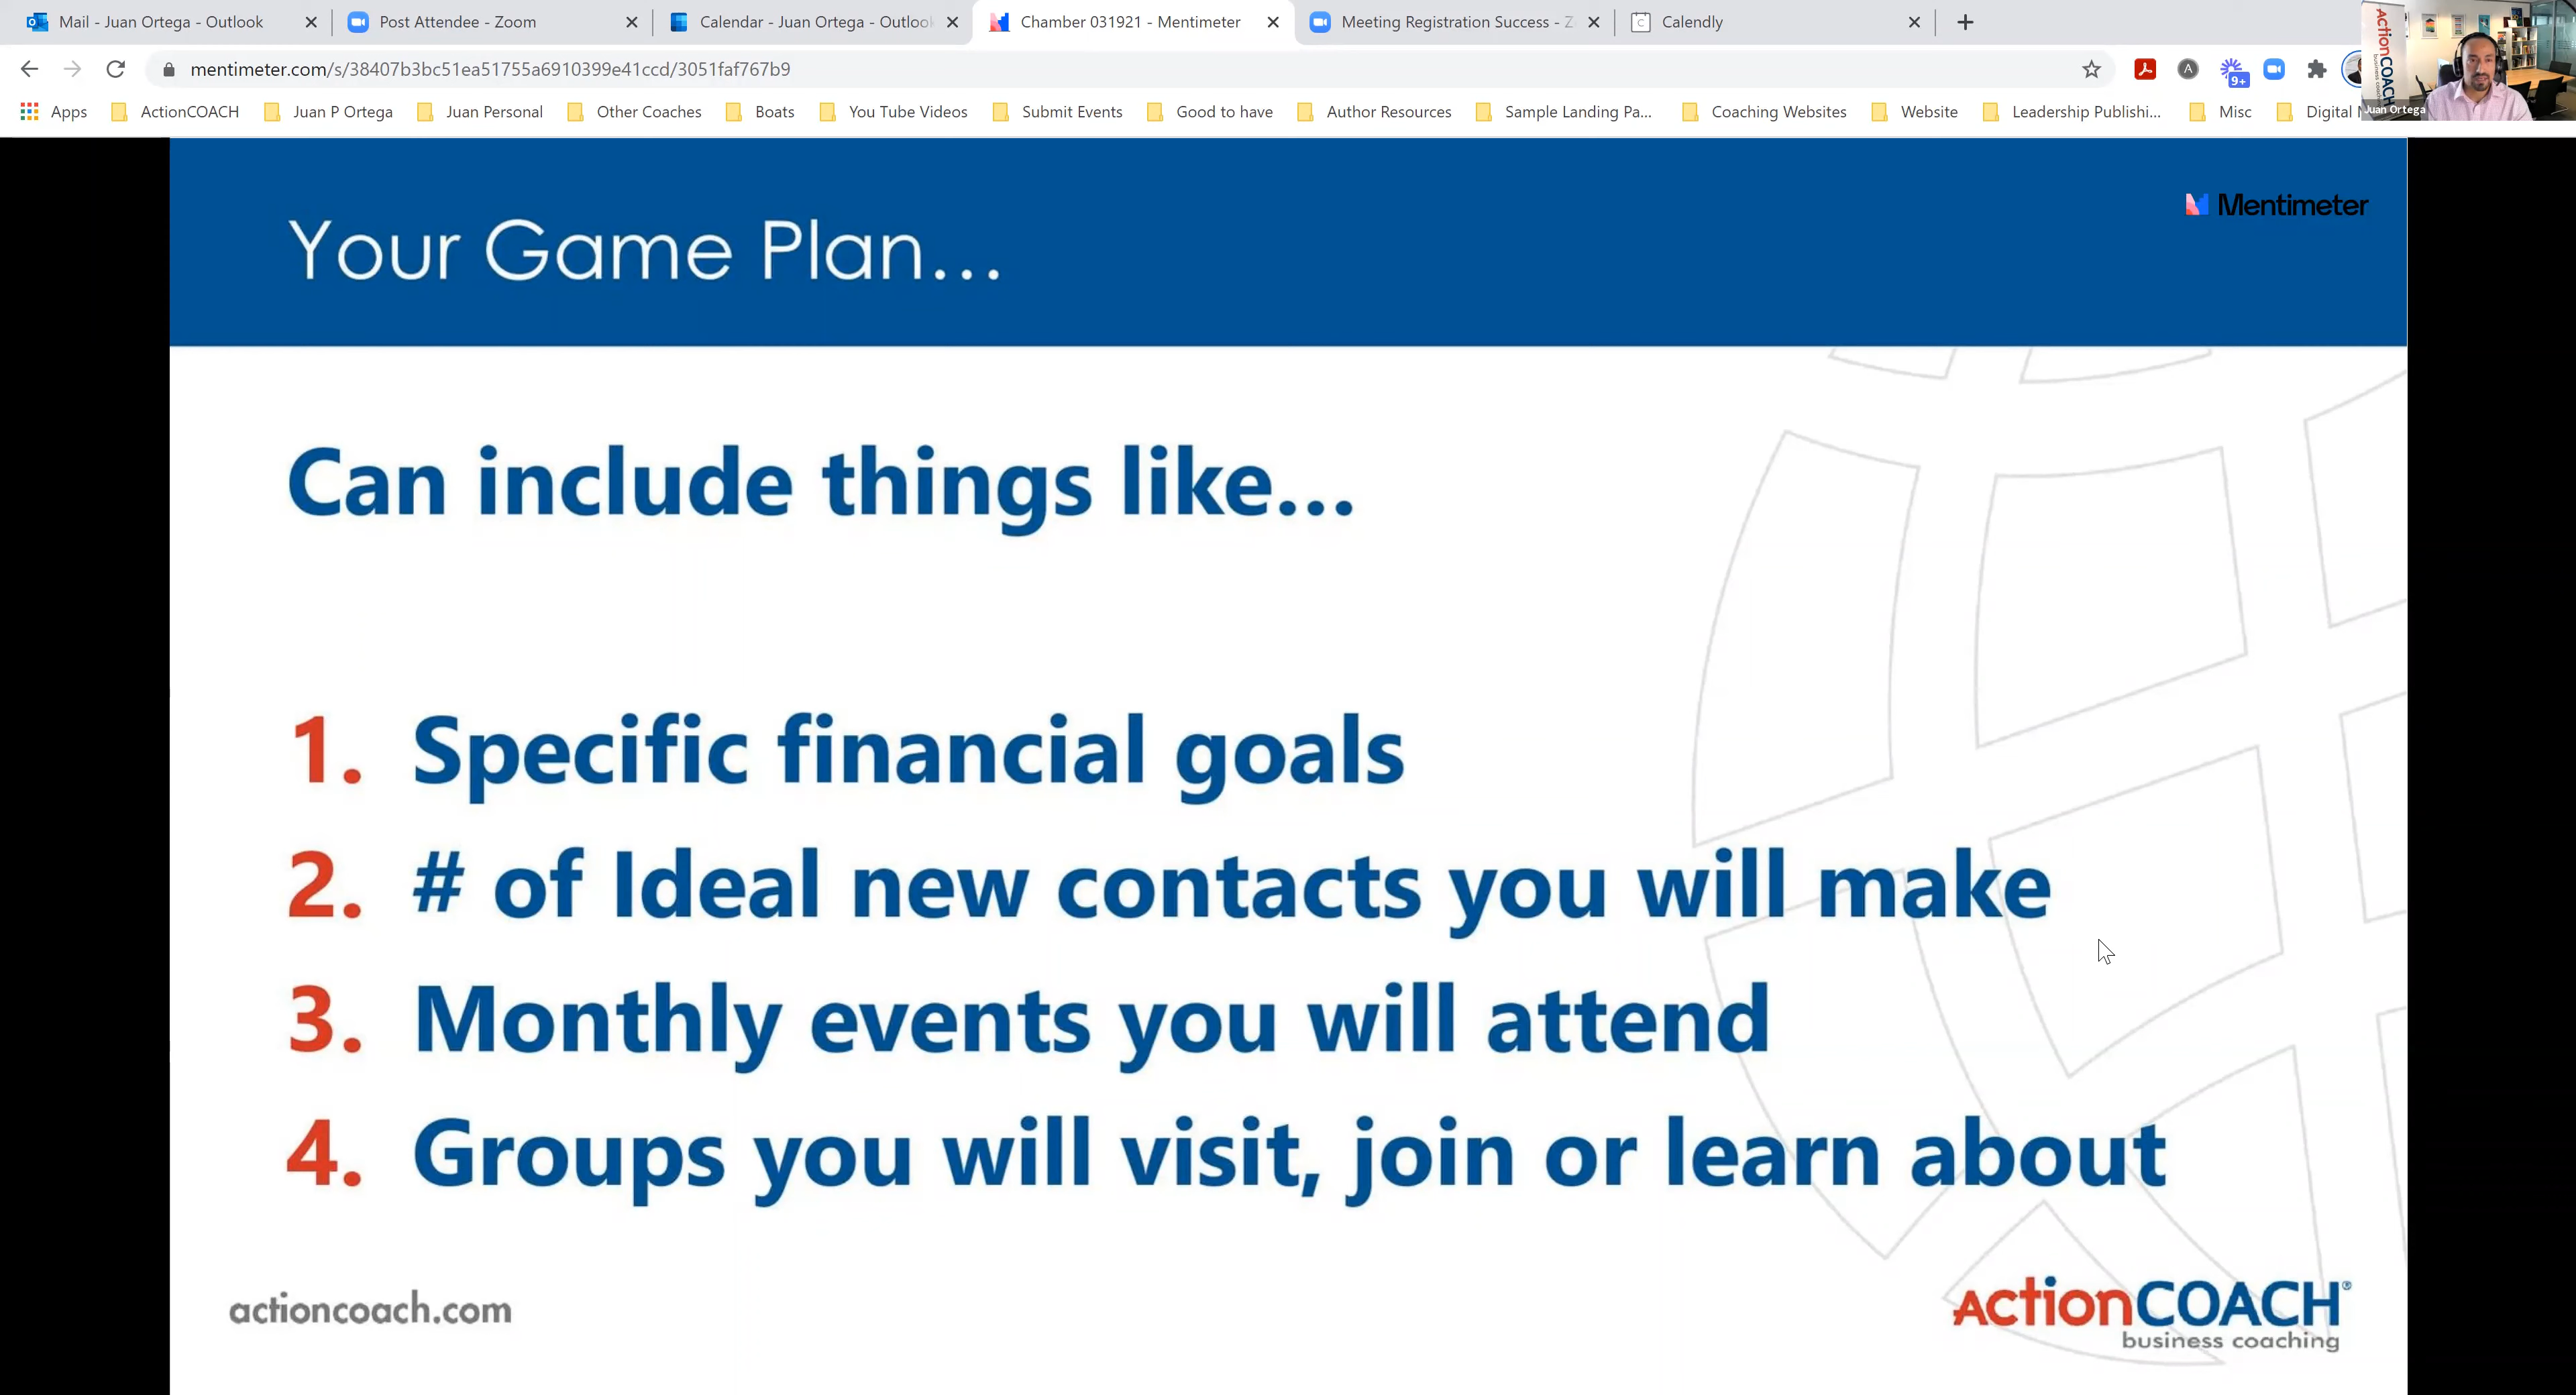 Mail - Juan Ortega - Outlook
Post Attendee - Zoom
Calendar - Juan Ortega - Outlook
Chamber 031921 - Mentimeter
Meeting Registration Success - Z
Calendly
mentimeter.com/s/38407b3bc51ea51755a6910399e41ccd/3051faf767b9
9+
Apps
ActionCOACH
Juan P Ortega
Juan Personal
Other Coaches
Boats
You Tube Videos
Submit Events
Good to have
Author Resources
Sample Landing Pa...
Coaching Websites
Website
Leadership Publishi...
Misc
Digital
ActionCOACH
business coaching
Juan Ortega
Your Game Plan...
Mentimeter
Can include things like...
1. Specific financial goals
2. # of Ideal new contacts you will make
3. Monthly events you will attend
4. Groups you will visit, join or learn about
actioncoach.com
ActionCOACH®
business coaching